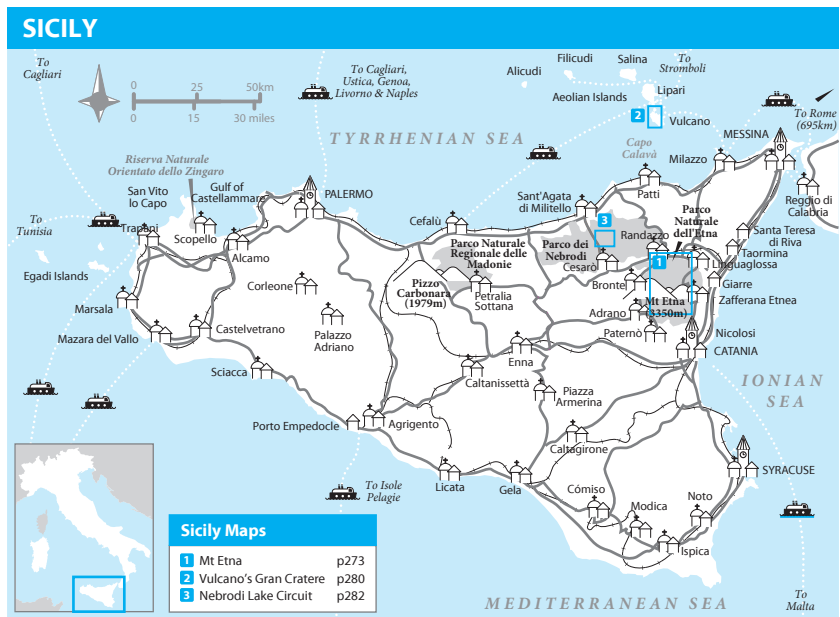 SICILY
To
Cagliari
0
25
50km
0
15
30 miles
To Cagliari,
Ustica, Genoa,
Livorno & Naples
Alicudi
Filicudi
Salina
To
Stromboli
Lipari
Aeolian Islands
2
Vulcano
To Rome
(695km)
TYRRHENIAN SEA
MESSINA
Capo
Calavà
Milazzo
Reggio di
Calabria
Riserva Naturale
Orientato dello Zingaro
San Vito
lo Capo
Gulf of
Castellammare
PALERMO
Cefalù
Sant'Agata
di Militello
Patti
Parco
Naturale
dell'Etna
To
Tunisia
Trapani
Scopello
Alcamo
3
Randazzo
Santa Teresa
di Riva
Taormina
Linguaglossa
Egadi Islands
Parco Naturale
Regionale delle
Madonie
Parco dei
Nebrodi
Cesarò
1
Giarre
Corleone
Pizzo
Carbonara
(1979m)
Petralia
Sottana
Bronte
Mt Etna
(3350m)
Zafferana Etnea
Marsala
Adrano
Mazara del Vallo
Castelvetrano
Palazzo
Adriano
Paternò
Nicolosi
CATANIA
Enna
Sciacca
Caltanissettà
Piazza
Armerina
IONIAN
SEA
Porto Empedocle
Agrigento
Caltagirone
To Isole
Pelagie
Licata
Gela
SYRACUSE
Cómiso
Modica
Noto
Ispica
Sicily Maps
1 Mt Etna p273
2 Vulcano's Gran Cratere p280
3 Nebrodi Lake Circuit p282
MEDITERRANEAN SEA
To
Malta